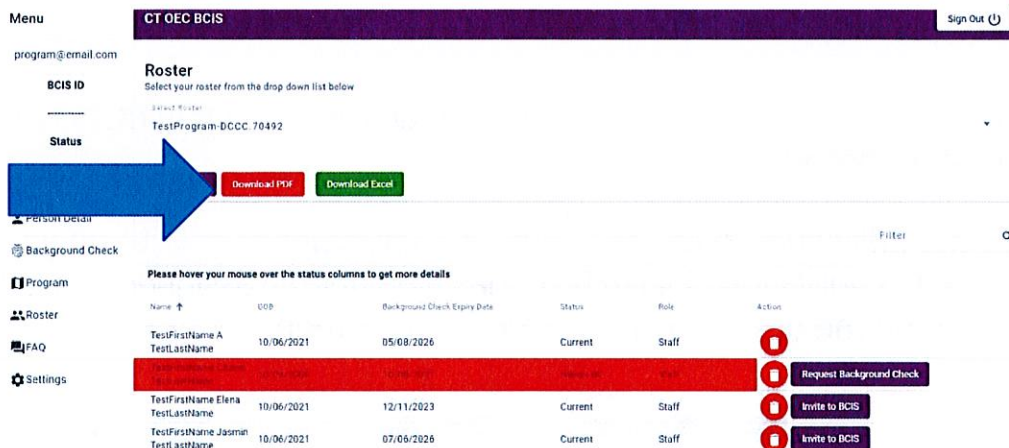 Menu
CT OEC BCIS
Sign Out
program@email.com
BCIS ID
----------
Status
Roster
Select your roster from the drop down list below
Select Roster
TestProgram-DCCC.70492
Download PDF
Download Excel
Person Detail
Background Check
Program
Roster
FAQ
Settings
Filter
Please hover your mouse over the status columns to get more details
Name DOB Background Check Expiry Date Status Role Action
TestFirstName A
TestLastName
10/06/2021 05/08/2026 Current Staff
Request Background Check
TestFirstName Elena
TestLastName
10/06/2021 12/11/2023 Current Staff Invite to BCIS
TestFirstName Jasmin
TestLastName
10/06/2021 07/06/2026 Current Staff Invite to BCIS